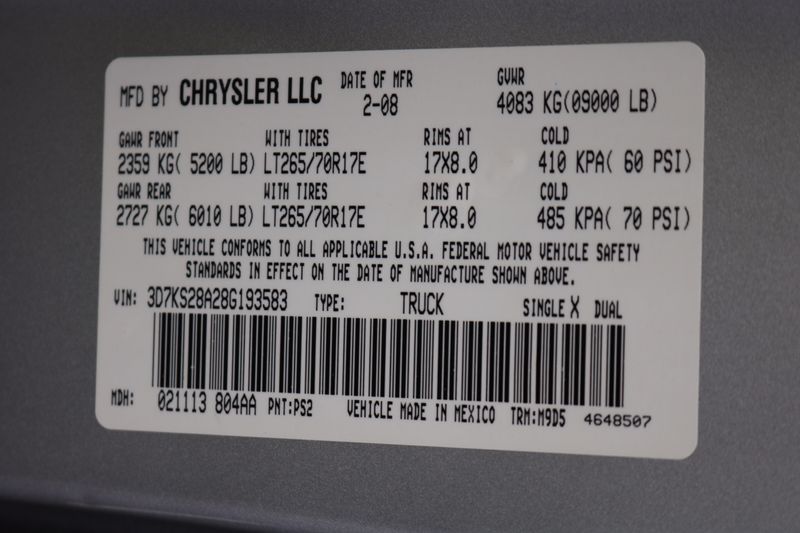 MFD BY CHRYSLER LLC DATE OF MFR GVWR
2-08 4083 KG(09000 LB)
GAWR FRONT WITH TIRES RIMS AT COLD
2359 KG( 5200 LB) LT265/70R17E 17X8.0 410 KPA( 60 PSI)
GAWR REAR WITH TIRES RIMS AT COLD
2727 KG( 6010 LB) LT265/70R17E 17X8.0 485 KPA( 70 PSI)
THIS VEHICLE CONFORMS TO ALL APPLICABLE U.S.A. FEDERAL MOTOR VEHICLE SAFETY
STANDARDS IN EFFECT ON THE DATE OF MANUFACTURE SHOWN ABOVE.
VIN: 3D7KS28A28G193583 TYPE: TRUCK SINGLE X DUAL
MDH: 021113 804AA PNT:PS2 VEHICLE MADE IN MEXICO TRM:M9D5 4648507